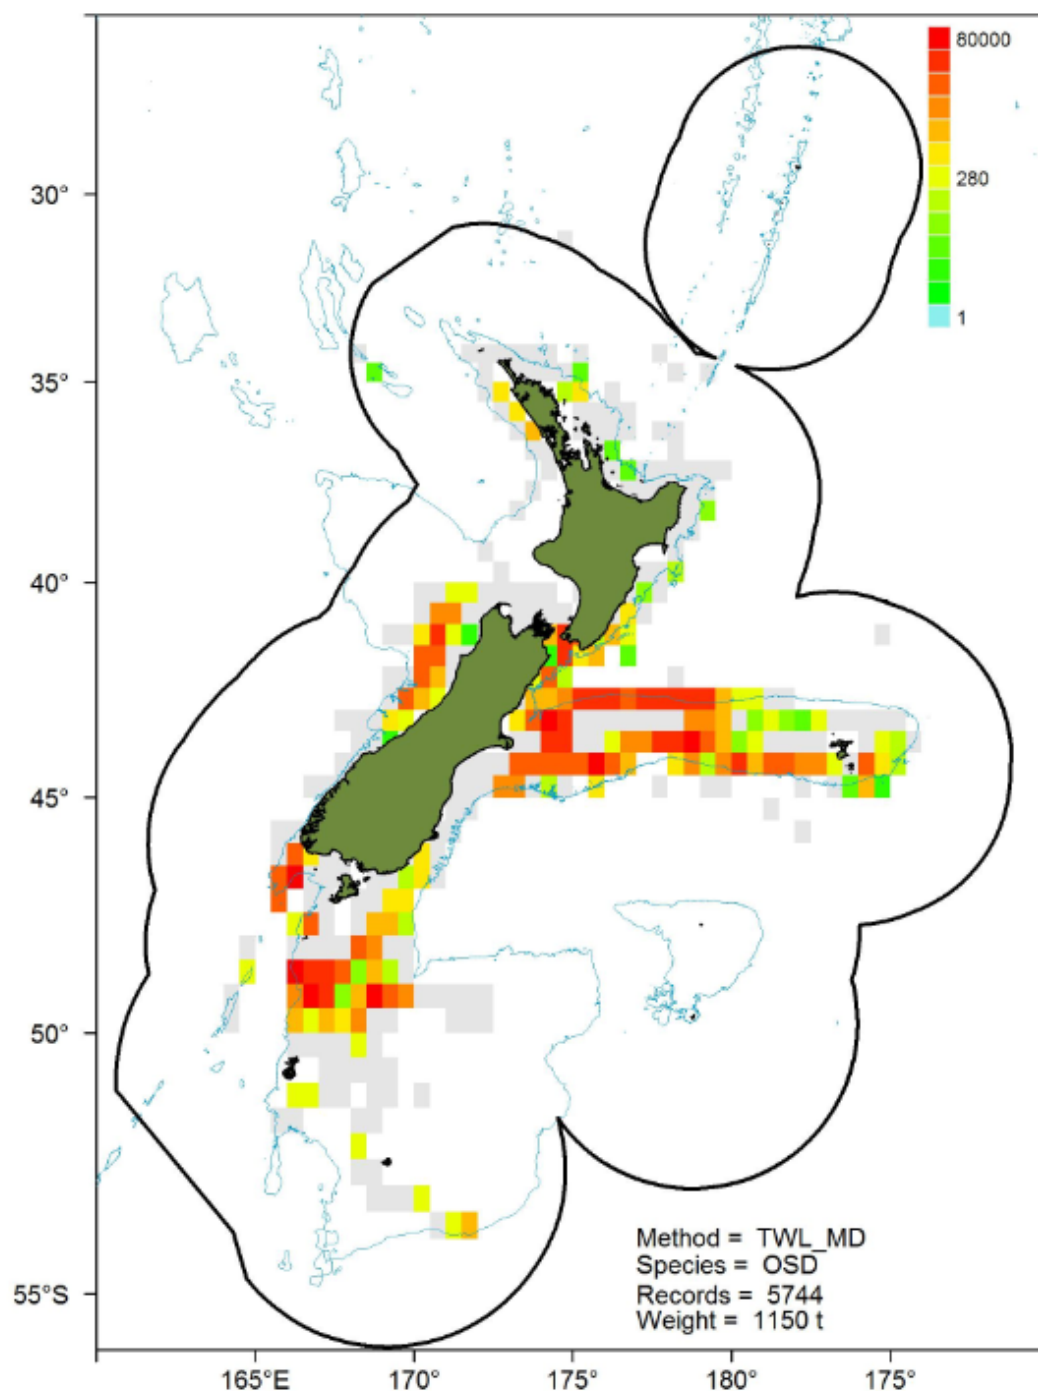 80000
280
1
30°
35°
40°
45°
50°
55°S
Method = TWL_MD
Species = OSD
Records = 5744
Weight = 1150 t
165°E
170°
175°
180°
175°